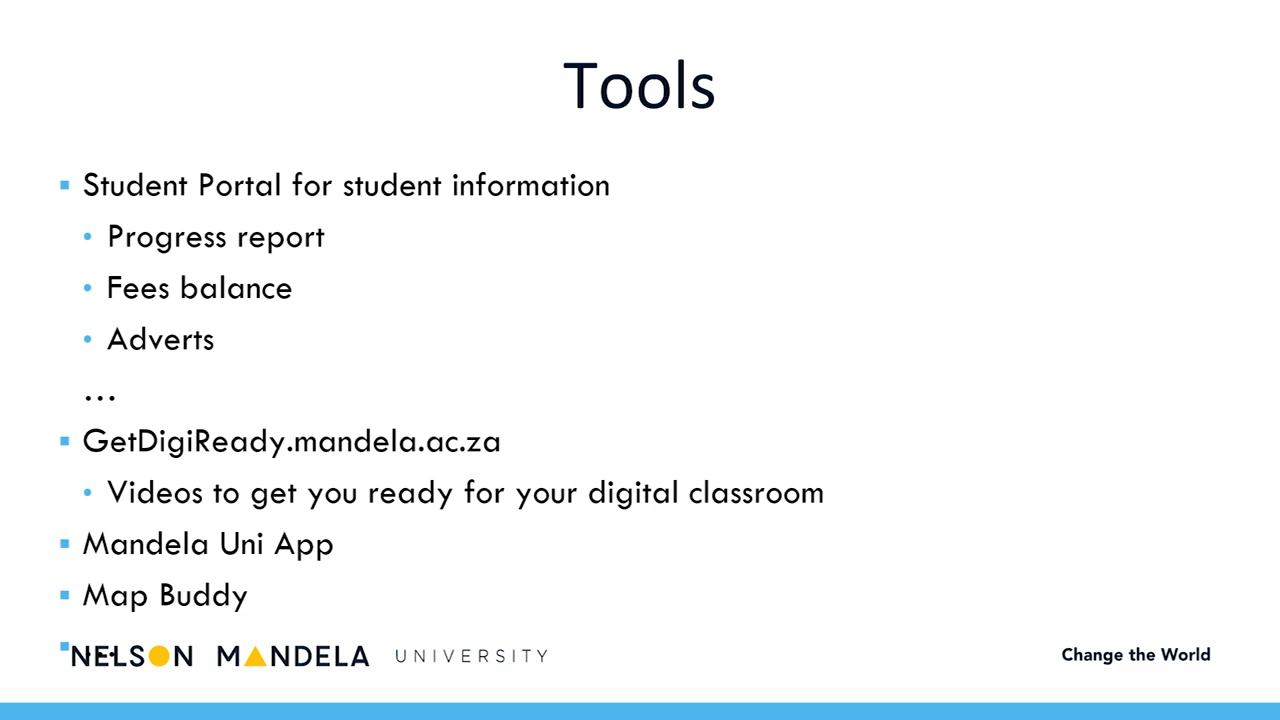 Tools
Student Portal for student information
Progress report
Fees balance
Adverts
...
GetDigiReady.mandela.ac.za
Videos to get you ready for your digital classroom
Mandela Uni App
Map Buddy
NELSON MANDELA UNIVERSITY
Change the World